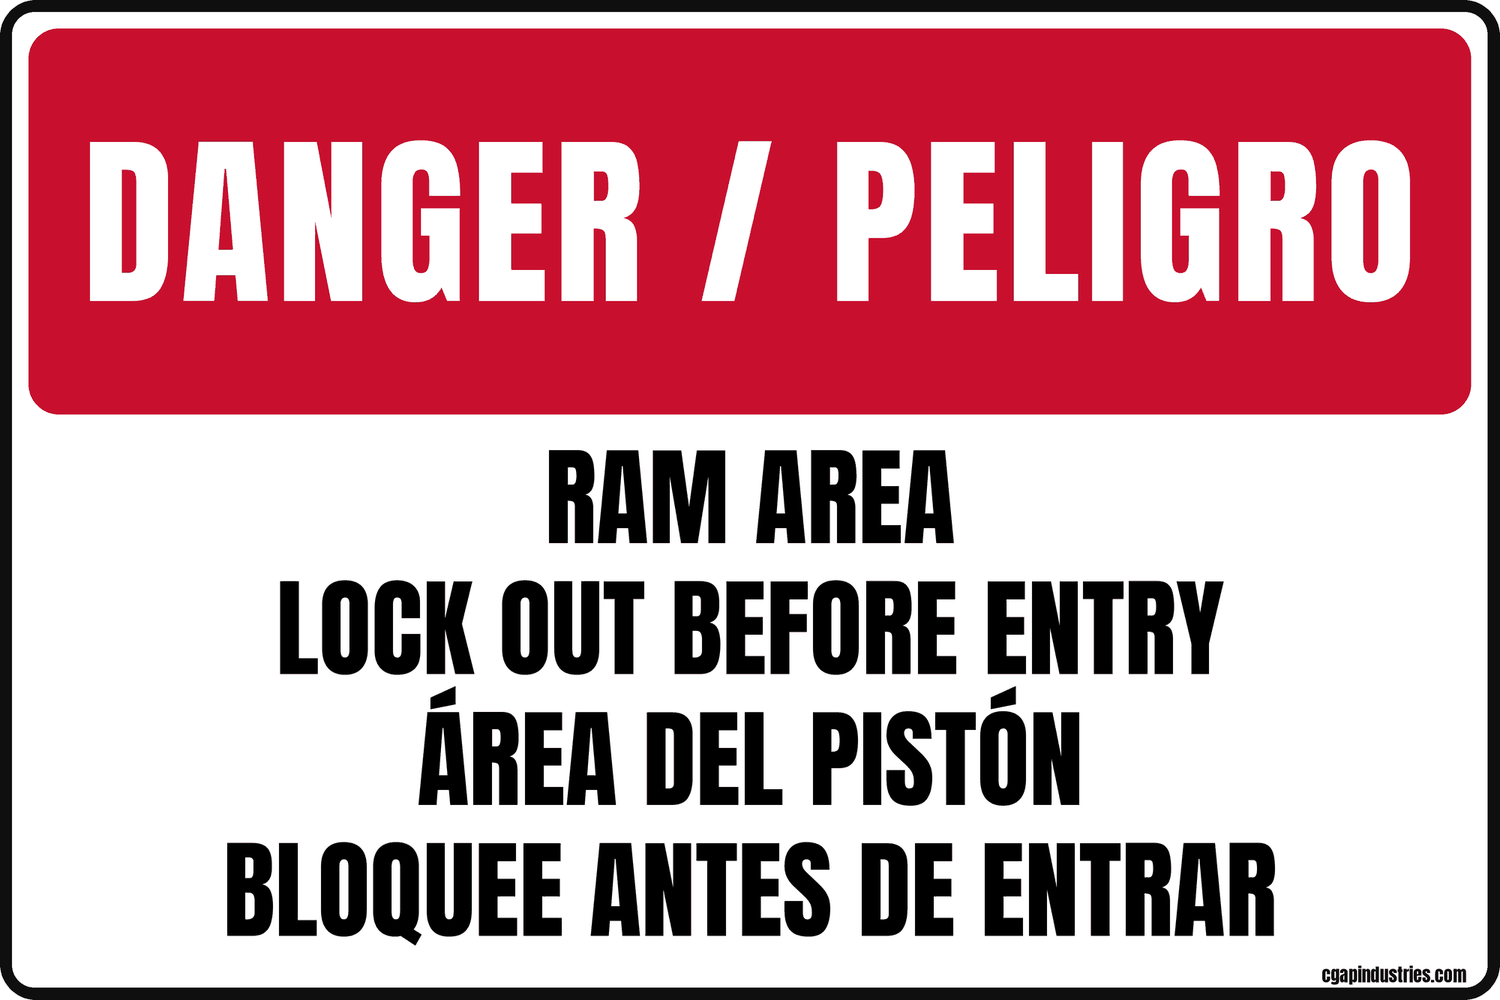 DANGER / PELIGRO
RAM AREA
LOCK OUT BEFORE ENTRY
ÁREA DEL PISTÓN
BLOQUEE ANTES DE ENTRAR
cgapindustries.com